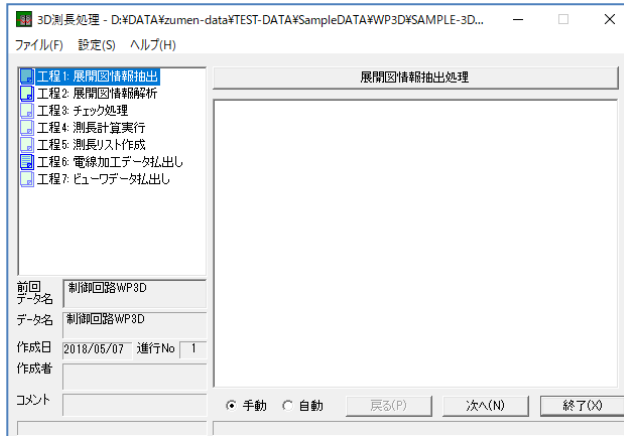 3D測長処理 - D:¥DATA¥zumen-data¥TEST-DATA¥SampleDATA¥WP3D¥SAMPLE-3D...
ファイル(F) 設定(S) ヘルプ(H)
工程1: 展開図情報抽出
工程2: 展開図情報解析
工程3: チェック処理
工程4: 測長計算実行
工程5: 測長リスト作成
工程6: 電線加工データ払出し
工程7: ビューワデータ払出し
展開図情報抽出処理
前回
データ名
制御回路WP3D
データ名 制御回路WP3D
作成日 2018/05/07 進行No 1
作成者
コメント
手動 自動 戻る(P) 次へ(N) 終了(X)